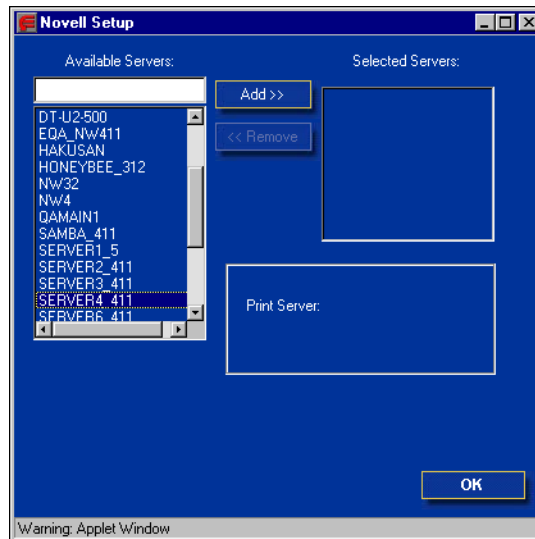 Novell Setup
Available Servers:
Selected Servers:
Add >>
<< Remove
DT-U2-500
EQA_NW411
HAKUSAN
HONEYBEE_312
NW32
NW4
QAMAIN1
SAMBA_411
SERVER1_5
SERVER2_411
SERVER3_411
SERVER4_411
SERVER6_411
Print Server:
OK
Warning: Applet Window